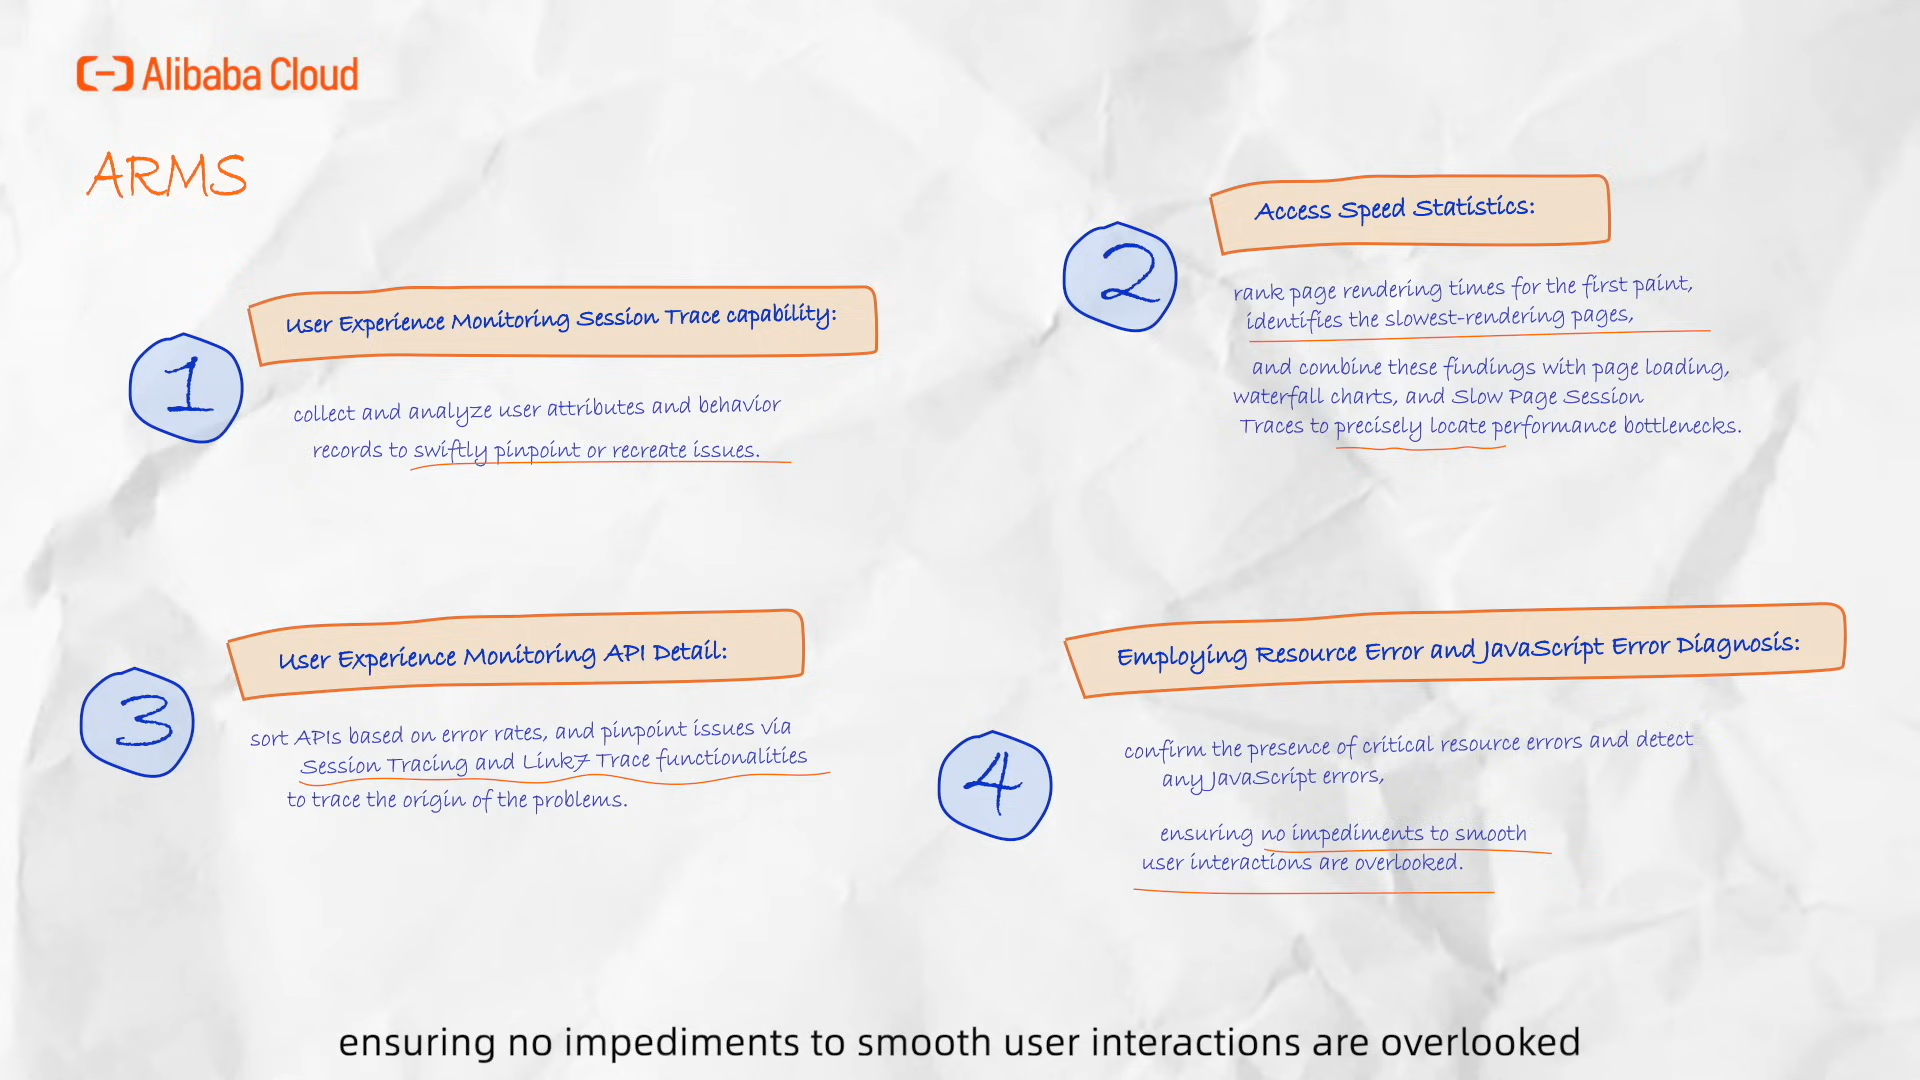 Alibaba Cloud
ARMS
1
User Experience Monitoring Session Trace capability:
collect and analyze user attributes and behavior
records to swiftly pinpoint or recreate issues.
2
Access Speed Statistics:
rank page rendering times for the first paint,
identifies the slowest-rendering pages,
and combine these findings with page loading,
waterfall charts, and Slow Page Session
Traces to precisely locate performance bottlenecks.
3
User Experience Monitoring API Detail:
sort APIs based on error rates, and pinpoint issues via
Session Tracing and Link7 Trace functionalities
to trace the origin of the problems.
4
Employing Resource Error and JavaScript Error Diagnosis:
confirm the presence of critical resource errors and detect
any JavaScript errors,
ensuring no impediments to smooth
user interactions are overlooked.
ensuring no impediments to smooth user interactions are overlooked